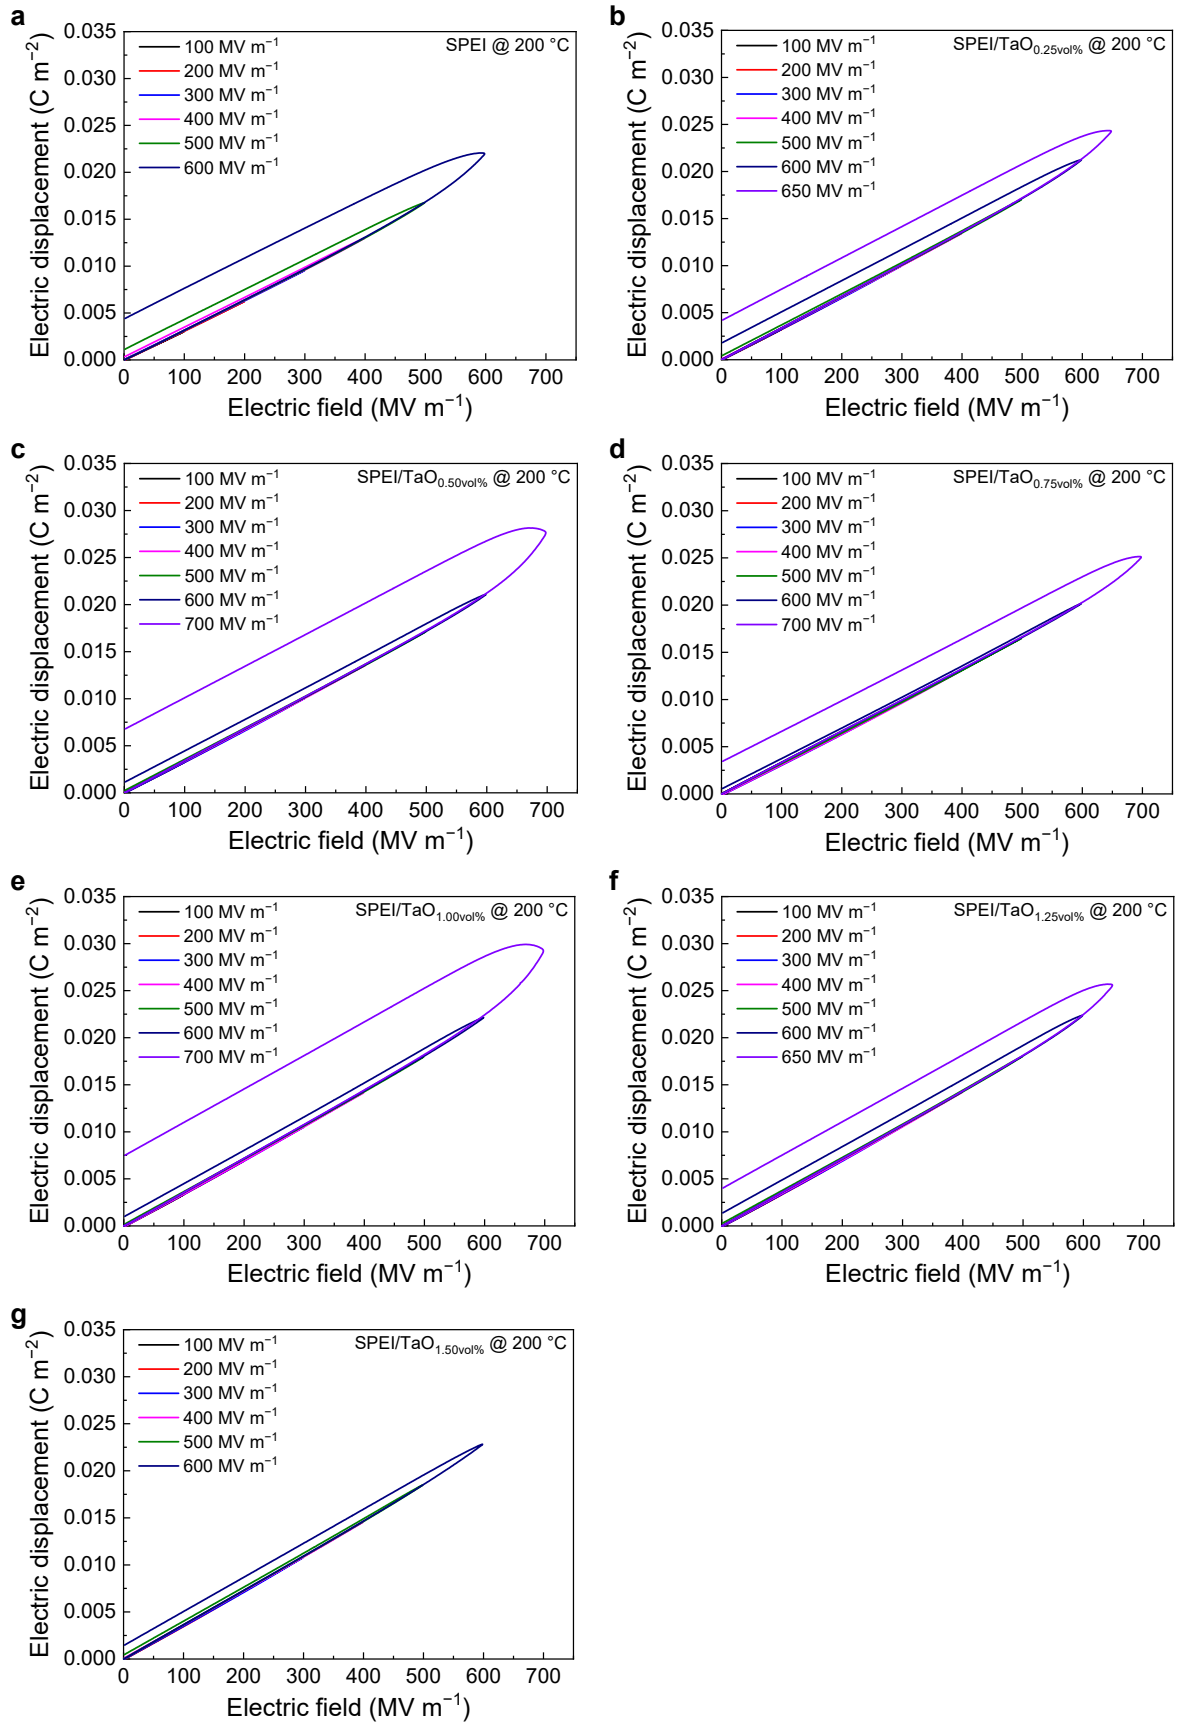 a
SPEI @ 200 °C
100 MV m⁻¹
200 MV m⁻¹
300 MV m⁻¹
400 MV m⁻¹
500 MV m⁻¹
600 MV m⁻¹
Electric displacement (C m⁻²)
0.035
0.030
0.025
0.020
0.015
0.010
0.005
0.000
0 100 200 300 400 500 600 700
Electric field (MV m⁻¹)
b
SPEI/TaO0.25vol% @ 200 °C
100 MV m⁻¹
200 MV m⁻¹
300 MV m⁻¹
400 MV m⁻¹
500 MV m⁻¹
600 MV m⁻¹
650 MV m⁻¹
Electric displacement (C m⁻²)
0.035
0.030
0.025
0.020
0.015
0.010
0.005
0.000
0 100 200 300 400 500 600 700
Electric field (MV m⁻¹)
c
SPEI/TaO0.50vol% @ 200 °C
100 MV m⁻¹
200 MV m⁻¹
300 MV m⁻¹
400 MV m⁻¹
500 MV m⁻¹
600 MV m⁻¹
700 MV m⁻¹
Electric displacement (C m⁻²)
0.035
0.030
0.025
0.020
0.015
0.010
0.005
0.000
0 100 200 300 400 500 600 700
Electric field (MV m⁻¹)
d
SPEI/TaO0.75vol% @ 200 °C
100 MV m⁻¹
200 MV m⁻¹
300 MV m⁻¹
400 MV m⁻¹
500 MV m⁻¹
600 MV m⁻¹
700 MV m⁻¹
Electric displacement (C m⁻²)
0.035
0.030
0.025
0.020
0.015
0.010
0.005
0.000
0 100 200 300 400 500 600 700
Electric field (MV m⁻¹)
e
SPEI/TaO1.00vol% @ 200 °C
100 MV m⁻¹
200 MV m⁻¹
300 MV m⁻¹
400 MV m⁻¹
500 MV m⁻¹
600 MV m⁻¹
700 MV m⁻¹
Electric displacement (C m⁻²)
0.035
0.030
0.025
0.020
0.015
0.010
0.005
0.000
0 100 200 300 400 500 600 700
Electric field (MV m⁻¹)
f
SPEI/TaO1.25vol% @ 200 °C
100 MV m⁻¹
200 MV m⁻¹
300 MV m⁻¹
400 MV m⁻¹
500 MV m⁻¹
600 MV m⁻¹
650 MV m⁻¹
Electric displacement (C m⁻²)
0.035
0.030
0.025
0.020
0.015
0.010
0.005
0.000
0 100 200 300 400 500 600 700
Electric field (MV m⁻¹)
g
SPEI/TaO1.50vol% @ 200 °C
100 MV m⁻¹
200 MV m⁻¹
300 MV m⁻¹
400 MV m⁻¹
500 MV m⁻¹
600 MV m⁻¹
Electric displacement (C m⁻²)
0.035
0.030
0.025
0.020
0.015
0.010
0.005
0.000
0 100 200 300 400 500 600 700
Electric field (MV m⁻¹)